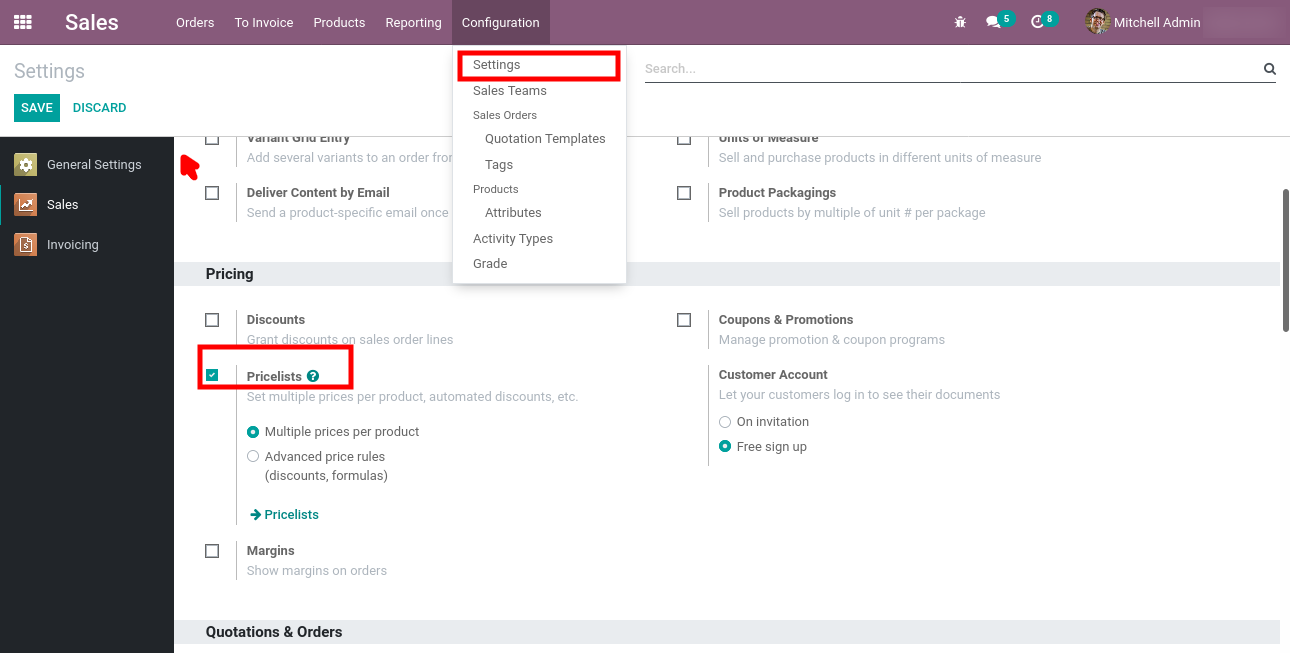 Sales
Orders
To Invoice
Products
Reporting
Configuration
5
8
Mitchell Admin
Settings
Search...
SAVE
DISCARD
Settings
Sales Teams
Sales Orders
Quotation Templates
Tags
Products
Attributes
Activity Types
Grade
General Settings
Sales
Invoicing
Variant Grid Entry
Add several variants to an order from
Units of Measure
Sell and purchase products in different units of measure
Deliver Content by Email
Send a product-specific email once
Product Packagings
Sell products by multiple of unit # per package
Pricing
Discounts
Grant discounts on sales order lines
Coupons & Promotions
Manage promotion & coupon programs
Pricelists ?
Set multiple prices per product, automated discounts, etc.
Multiple prices per product
Advanced price rules
(discounts, formulas)
Pricelists
Customer Account
Let your customers log in to see their documents
On invitation
Free sign up
Margins
Show margins on orders
Quotations & Orders